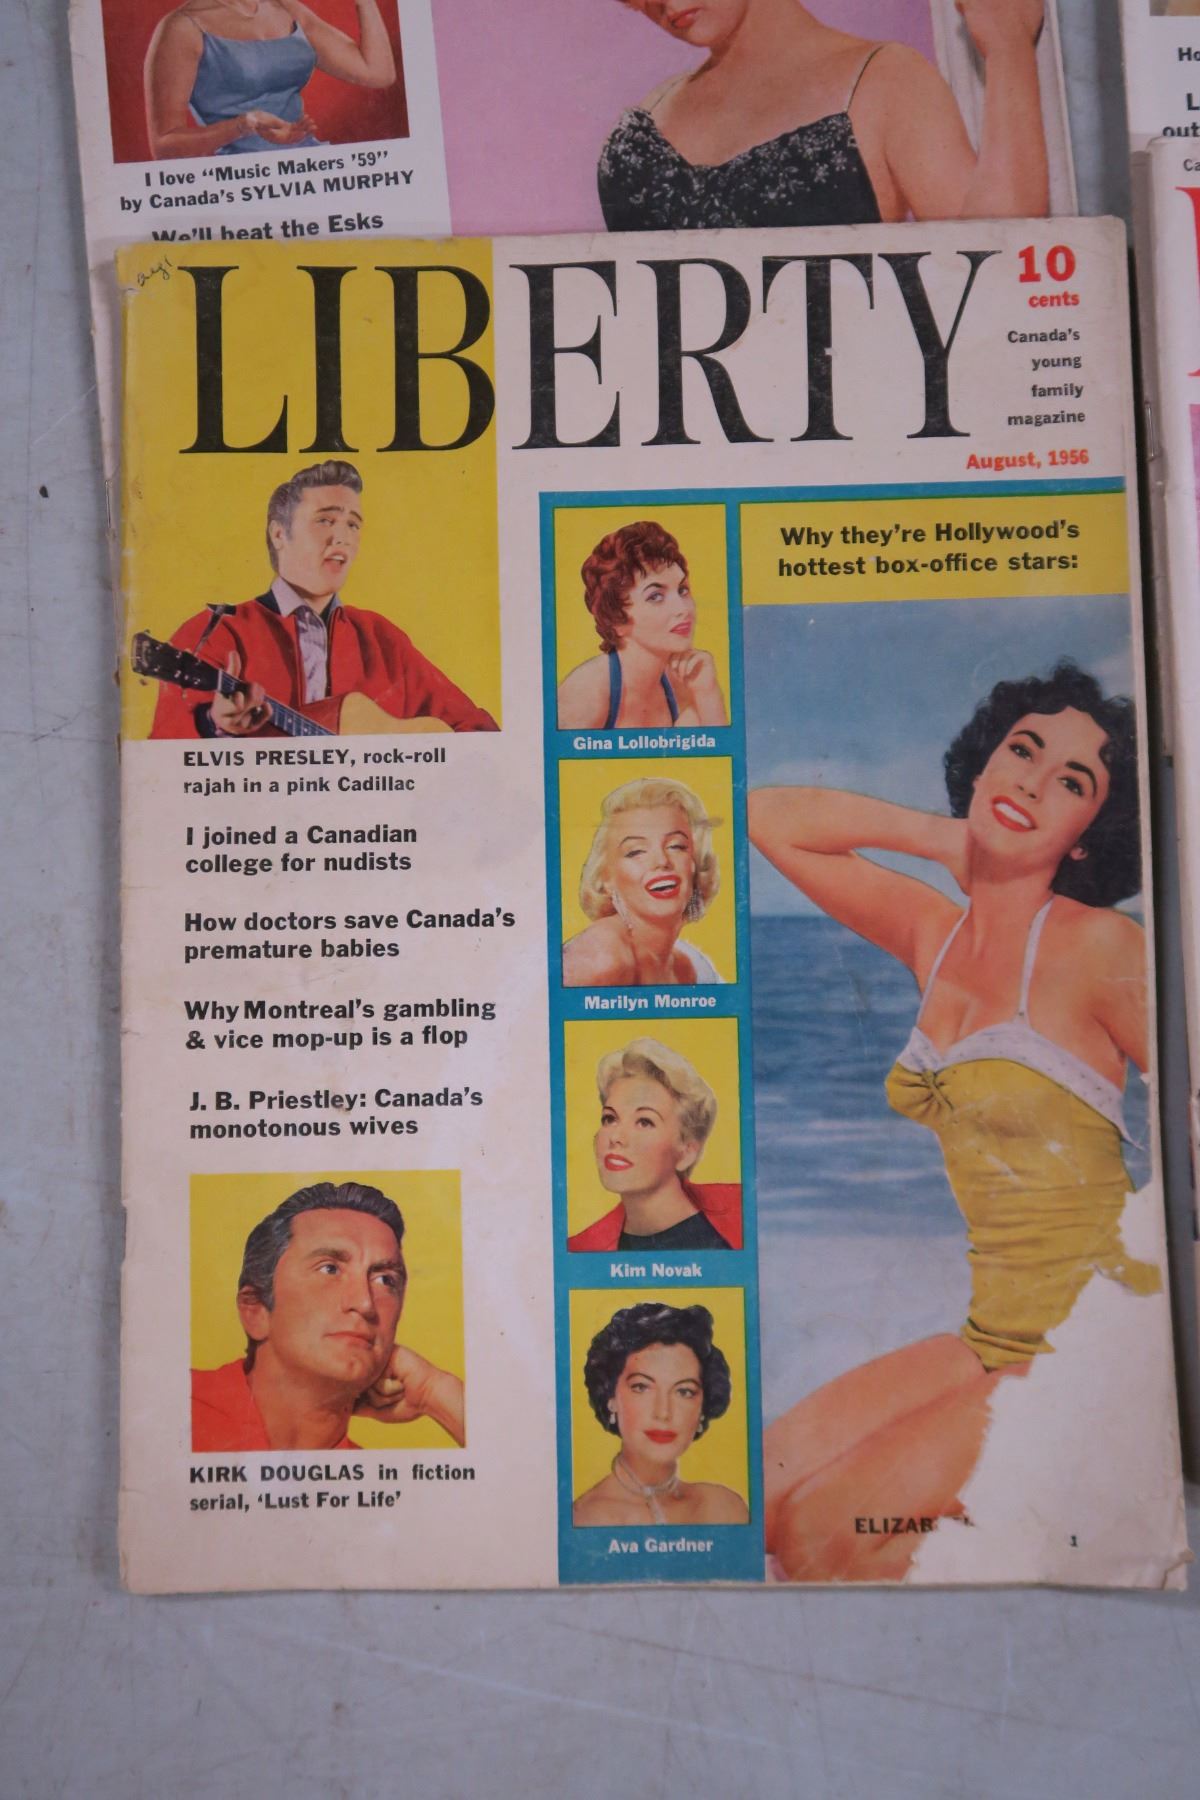 I love “Music Makers ’59”
by Canada's SYLVIA MURPHY
We'll beat the Esks
LIBERTY
10
cents
Canada's
young
family
magazine
August, 1956
ELVIS PRESLEY, rock-roll
rajah in a pink Cadillac
I joined a Canadian
college for nudists
How doctors save Canada's
premature babies
Why Montreal's gambling
& vice mop-up is a flop
J. B. Priestley: Canada's
monotonous wives
KIRK DOUGLAS in fiction
serial, ‘Lust For Life’
Gina Lollobrigida
Marilyn Monroe
Kim Novak
Ava Gardner
Why they're Hollywood's
hottest box-office stars:
ELIZAB
1
Ho
L
out
Ca